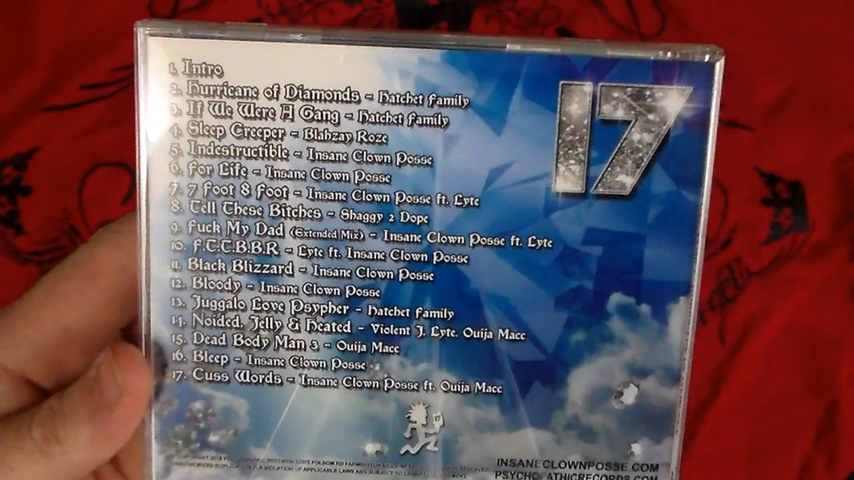 1. Intro
2. Hurricane of Diamonds - Hatchet Family
3. If We Were A Gang - Hatchet Family
4. Sleep Creeper - Blahzay Roze
5. Indestructible - Insane Clown Posse
6. For Life - Insane Clown Posse
7. 7 Foot 8 Foot - Insane Clown Posse ft. Lyte
8. Tell These Bitches - Shaggy 2 Dope
9. Fuck My Dad (Extended Mix) - Insane Clown Posse ft. Lyte
10. F.T.T.B.B.R - Lyte ft. Insane Clown Posse
11. Black Blizzard - Insane Clown Posse
12. Bloody - Insane Clown Posse
13. Juggalo Love Psypher - Hatchet Family
14. Noided, Jelly & Heated - Violent J, Lyte, Ouija Macc
15. Dead Body Man 3 - Ouija Macc
16. Bleep - Insane Clown Posse
17. Cuss Words - Insane Clown Posse ft. Ouija Macc
17
INSANECLOWNPOSSE.COM
PSYCHOPATHICRECORDS.COM